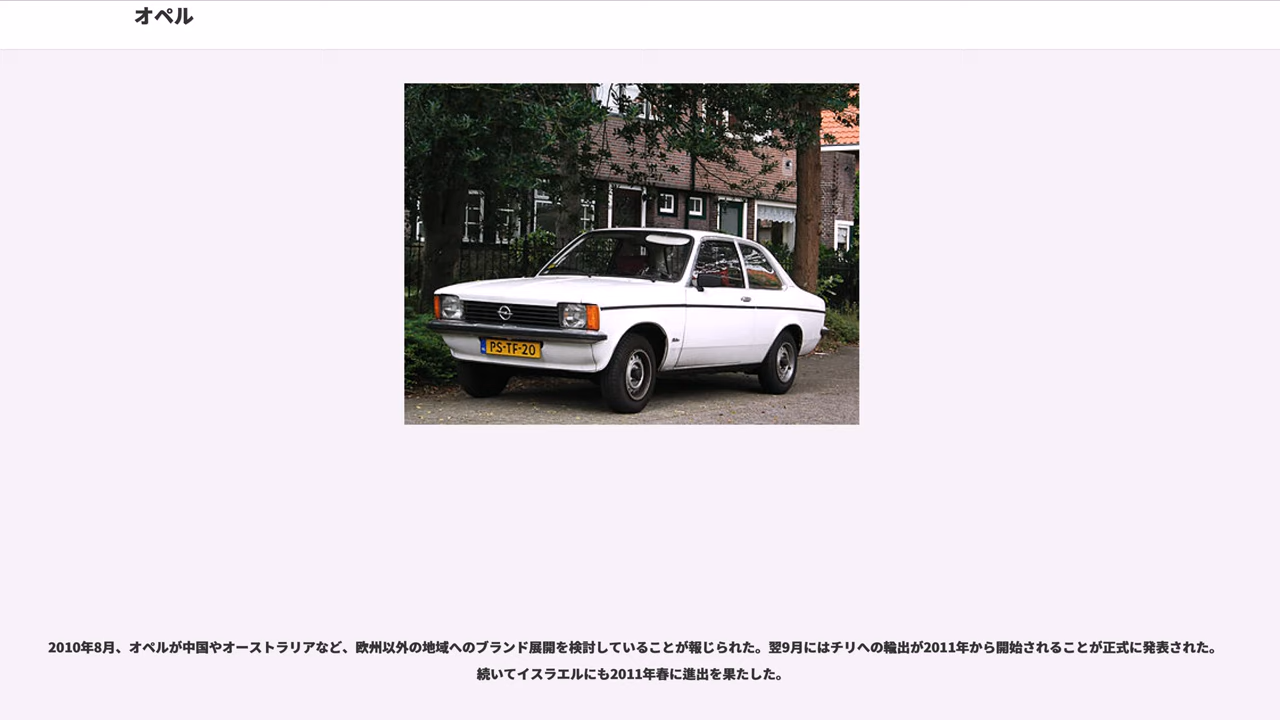 オペル
PS-TF-20
2010年8月、オペルが中国やオーストラリアなど、欧州以外の地域へのブランド展開を検討していることが報じられた。翌9月にはチリへの輸出が2011年から開始されることが正式に発表された。
続いてイスラエルにも2011年春に進出を果たした。